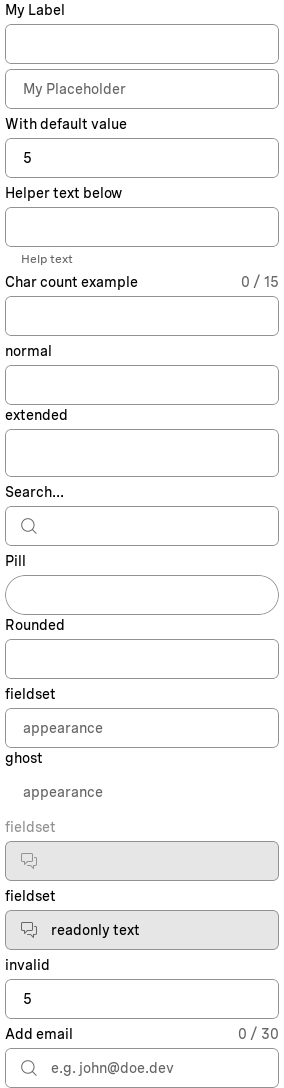 My Label
My Placeholder
With default value
5
Helper text below
Help text
Char count example 0 / 15
normal
extended
Search...
Pill
Rounded
fieldset
appearance
ghost
appearance
fieldset
fieldset
readonly text
invalid
5
Add email 0 / 30
e.g. john@doe.dev